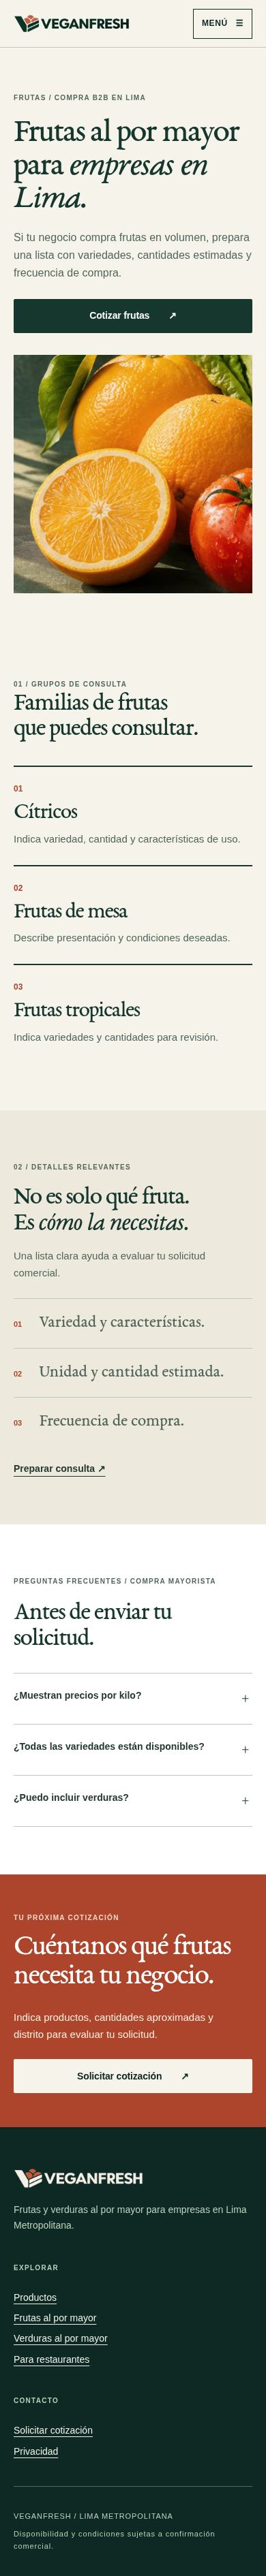 VEGANFRESH
MENÚ ☰
FRUTAS / COMPRA B2B EN LIMA
Frutas al por mayor
para empresas en
Lima.
Si tu negocio compra frutas en volumen, prepara
una lista con variedades, cantidades estimadas y
frecuencia de compra.
Cotizar frutas ↗
01 / GRUPOS DE CONSULTA
Familias de frutas
que puedes consultar.
01
Cítricos
Indica variedad, cantidad y características de uso.
02
Frutas de mesa
Describe presentación y condiciones deseadas.
03
Frutas tropicales
Indica variedades y cantidades para revisión.
02 / DETALLES RELEVANTES
No es solo qué fruta.
Es cómo la necesitas.
Una lista clara ayuda a evaluar tu solicitud
comercial.
01 Variedad y características.
02 Unidad y cantidad estimada.
03 Frecuencia de compra.
Preparar consulta ↗
PREGUNTAS FRECUENTES / COMPRA MAYORISTA
Antes de enviar tu
solicitud.
¿Muestran precios por kilo? +
¿Todas las variedades están disponibles? +
¿Puedo incluir verduras? +
TU PRÓXIMA COTIZACIÓN
Cuéntanos qué frutas
necesita tu negocio.
Indica productos, cantidades aproximadas y
distrito para evaluar tu solicitud.
Solicitar cotización ↗
VEGANFRESH
Frutas y verduras al por mayor para empresas en Lima
Metropolitana.
EXPLORAR
Productos
Frutas al por mayor
Verduras al por mayor
Para restaurantes
CONTACTO
Solicitar cotización
Privacidad
VEGANFRESH / LIMA METROPOLITANA
Disponibilidad y condiciones sujetas a confirmación
comercial.